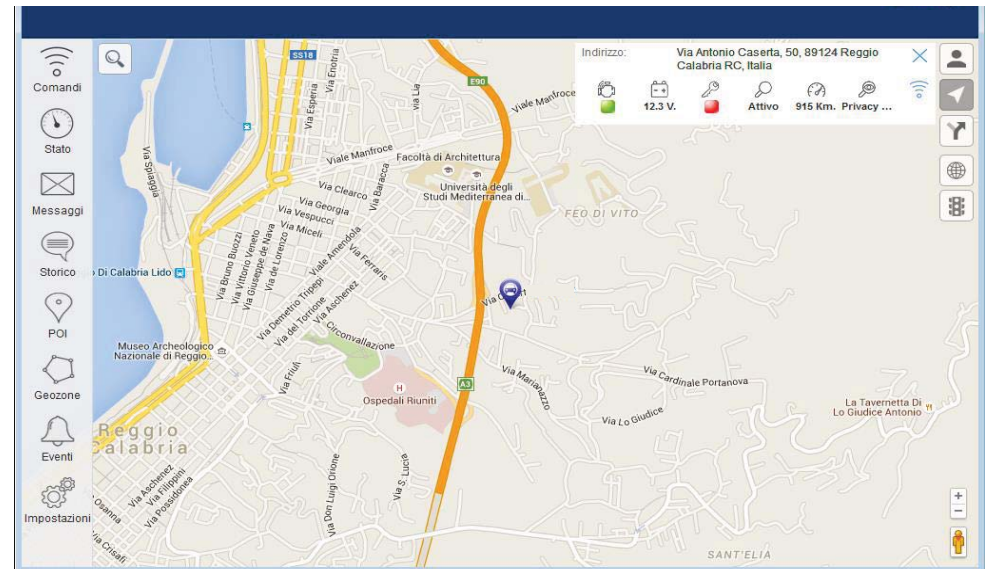 Comandi
Stato
Messaggi
Storico
POI
Geozone
Eventi
Impostazioni
Indirizzo:
Via Antonio Caserta, 50, 89124 Reggio
Calabria RC, Italia
12.3 V.
Attivo
915 Km.
Privacy ...
SS18
Via Enotria
E90
Via Esperia
Via Lia
Viale Manfroce
Viale Manfroce
Via Spiaggia
Facoltà di Architettura
Via Clearco
Via Baracca
Università degli
Studi Mediterranea di...
Via Georgia
Via Vespucci
Via Miceli
FEO DI VITO
Viale Amendola
Via Ferraris
Via Bruno Buozzi
Via Vittorio Veneto
Via Giuseppe de Nava
Via de Lorenzo
o Di Calabria Lido
Via Demetrio Tripepi
Via del Torrione
Via Aschenez
Circonvallazione
Museo Archeologico
Nazionale di Reggio...
Via Friuli
H
Ospedali Riuniti
A3
Via Marianazzo
Via Cardinale Portanova
Via Lo Giudice
La Tavernetta Di
Lo Giudice Antonio
Reggio
Calabria
Via Aschenez
Via Filippini
Via Possidonea
Osanna
Via Crisafi
Via Don Luigi Orione
Via S. Lucia
SANT'ELIA
+
−